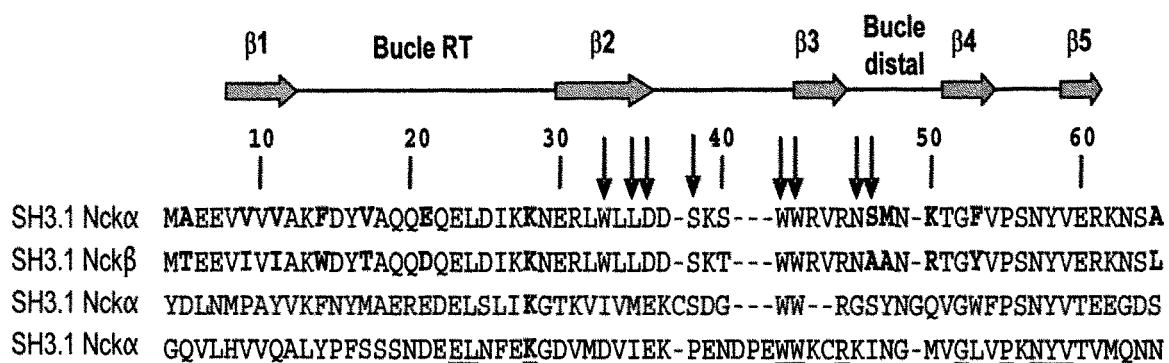 β1 Bucle RT β2 β3 Bucle distal β4 β5
10 20 30 40 50 60
SH3.1 Nckα MAEEVVVVAKFDYVAQQEQELDIKKNERLWLLDD-SKS---WWRVRNSMN-KTGFVPSNYVERKNSA
SH3.1 Nckβ MTEEVIVIAKWDYTAQQDQELDIKKNERLWLLDD-SKT---WWRVRNAAN-RTGYVPSNYVERKNSL
SH3.1 Nckα YDLNMPAYVKFNYMAEREDELSLIKGTKVIVMEKCSDG---WW--RGSYNGQVGWFPSNYVTEEGDS
SH3.1 Nckα GQVLHVVQALYPFSSSNDEELNFEKGDVMDVIEK-PENDPEWWKCRKING-MVGLVPKNYVTVMQNN